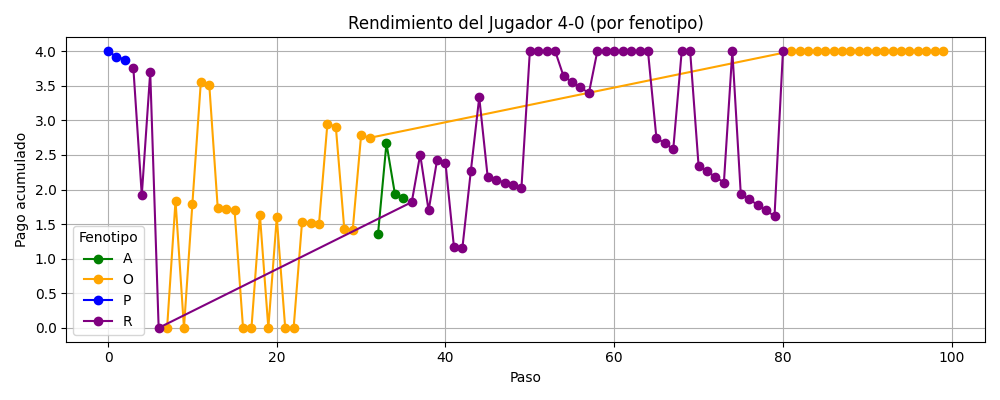 Rendimiento del Jugador 4-0 (por fenotipo)
Pago acumulado
4.0
3.5
3.0
2.5
2.0
1.5
1.0
0.5
0.0
Fenotipo
A
O
P
R
0 20 40 60 80 100
Paso